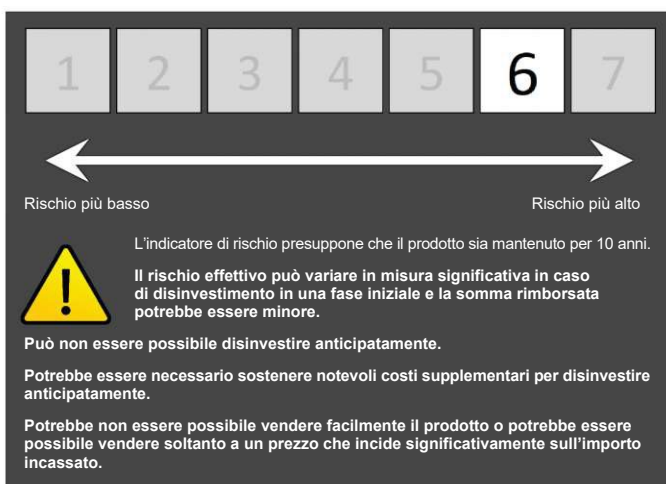 1 2 3 4 5 6 7
Rischio più basso Rischio più alto
L'indicatore di rischio presuppone che il prodotto sia mantenuto per 10 anni.
Il rischio effettivo può variare in misura significativa in caso
di disinvestimento in una fase iniziale e la somma rimborsata
potrebbe essere minore.
Può non essere possibile disinvestire anticipatamente.
Potrebbe essere necessario sostenere notevoli costi supplementari per disinvestire
anticipatamente.
Potrebbe non essere possibile vendere facilmente il prodotto o potrebbe essere
possibile vendere soltanto a un prezzo che incide significativamente sull'importo
incassato.